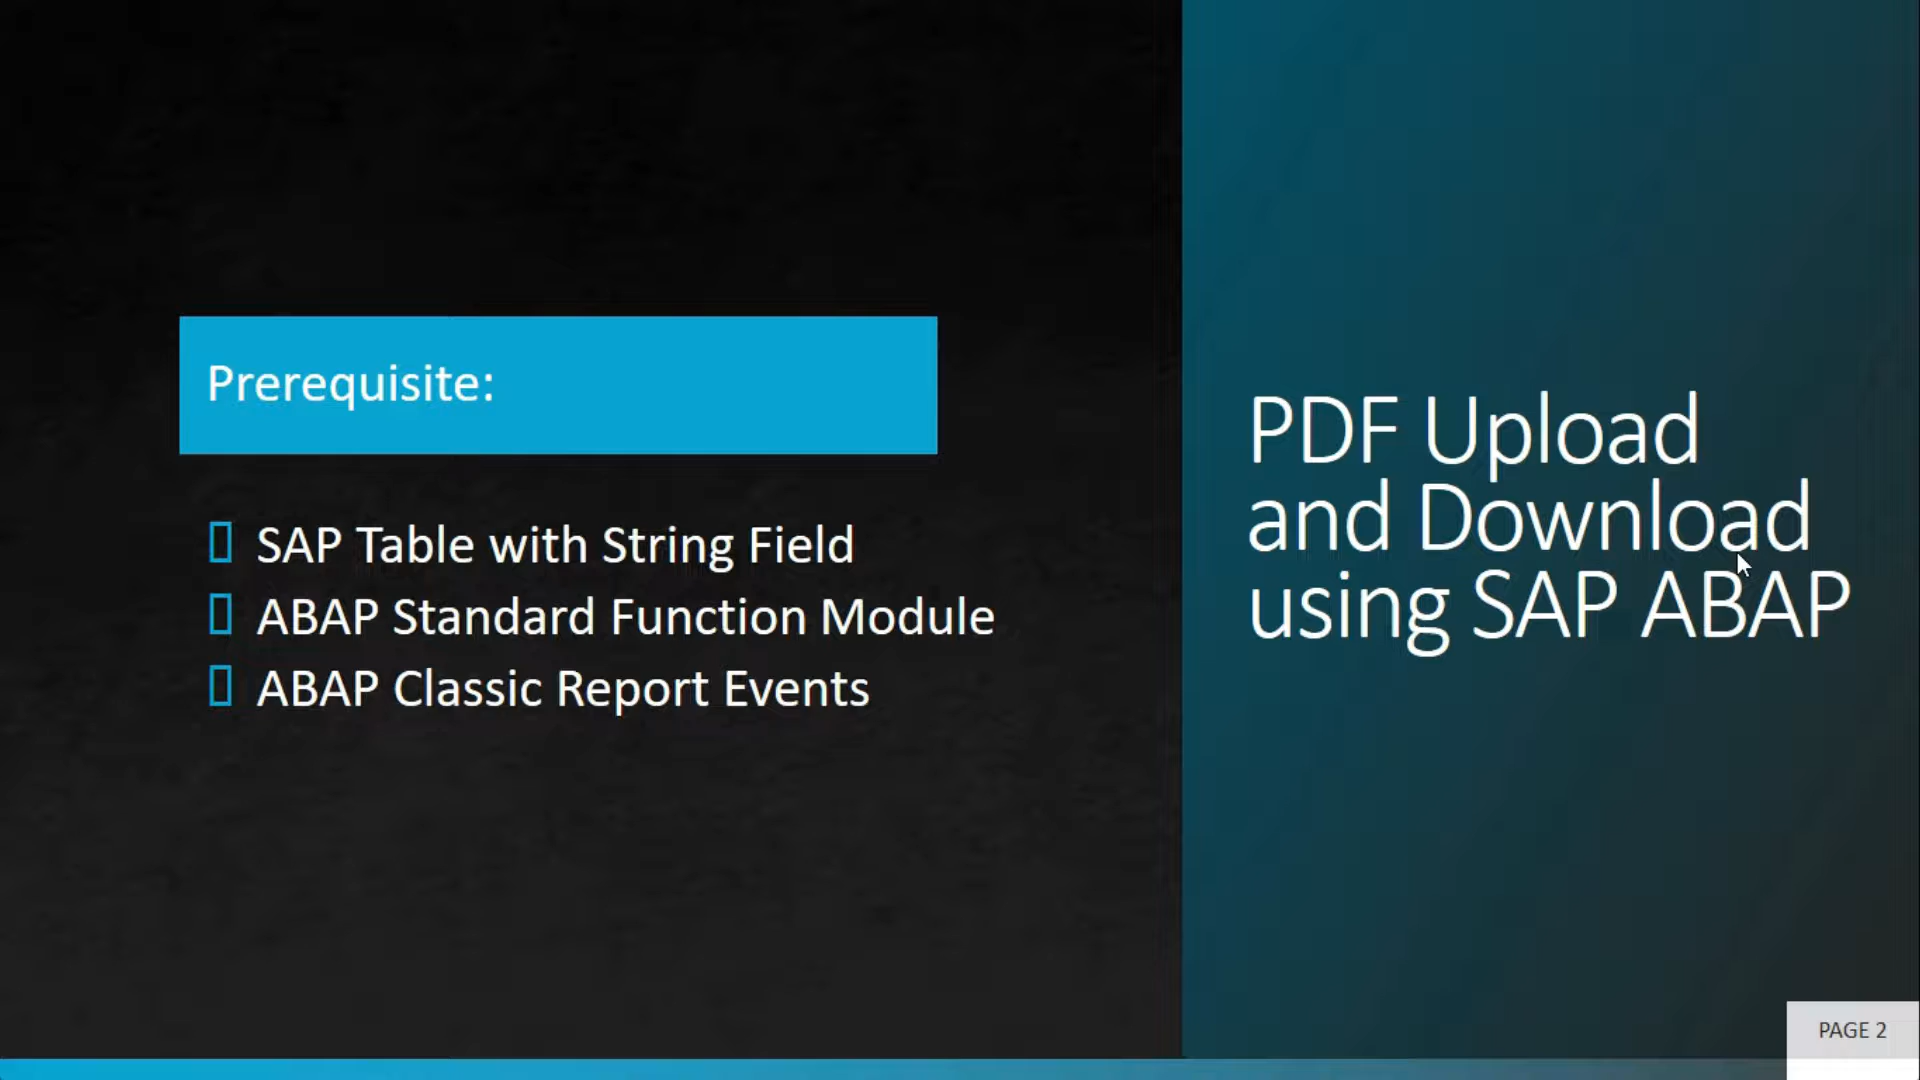 Prerequisite:
SAP Table with String Field
ABAP Standard Function Module
ABAP Classic Report Events
PDF Upload
and Download
using SAP ABAP
PAGE 2